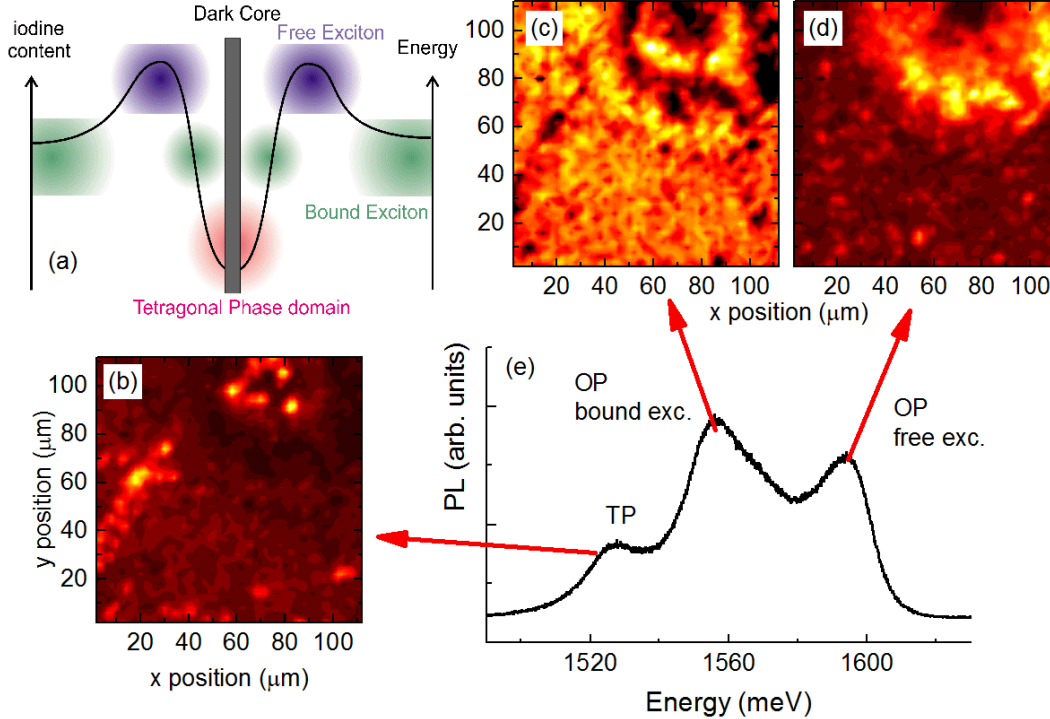 Dark Core
iodine
content
Free Exciton
Energy
Bound Exciton
(a)
Tetragonal Phase domain
(c)
100
80
60
40
20
20 40 60 80 100
(d)
20 40 60 80 100
x position (μm)
(b)
100
80
60
40
20
y position (μm)
20 40 60 80 100
x position (μm)
(e)
OP
bound exc.
OP
free exc.
TP
PL (arb. units)
1520 1560 1600
Energy (meV)